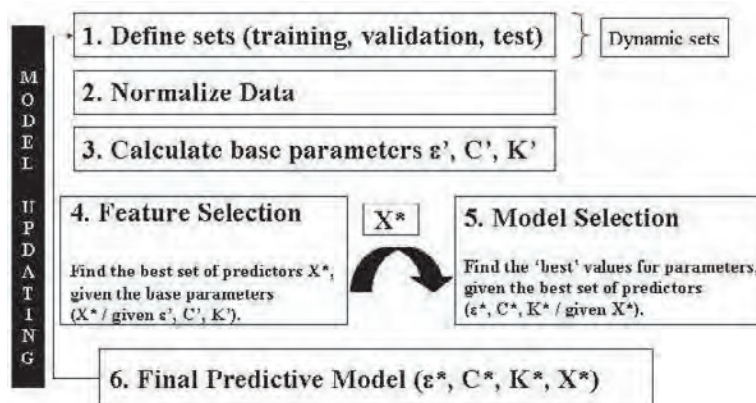 1. Define sets (training, validation, test)
Dynamic sets
2. Normalize Data
3. Calculate base parameters ε’, C’, K’
MODEL UPDATING
4. Feature Selection
Find the best set of predictors X*,
given the base parameters
(X* / given ε’, C’, K’).
X*
5. Model Selection
Find the ‘best’ values for parameters,
given the best set of predictors
(ε*, C*, K* / given X*).
6. Final Predictive Model (ε*, C*, K*, X*)